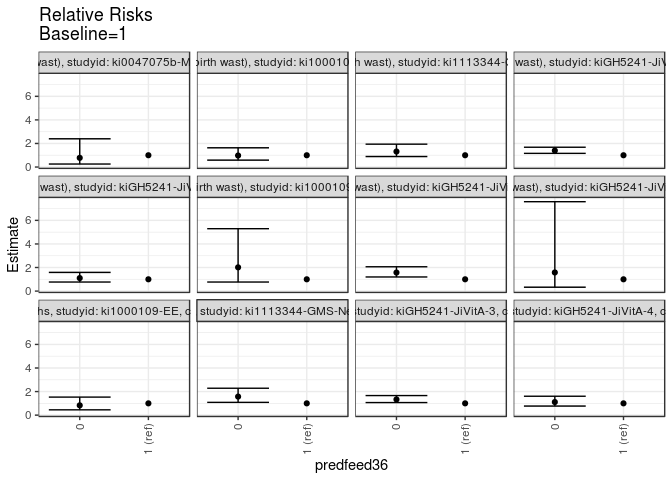 Relative Risks
Baseline=1
wast), studyid: ki0047075b-M
birth wast), studyid: ki100010
h wast), studyid: ki1113344-
wast), studyid: kiGH5241-JiV
6
4
2
0
wast), studyid: kiGH5241-JiV
irth wast), studyid: ki1000109
wast), studyid: kiGH5241-JiV
wast), studyid: kiGH5241-JiV
6
4
2
0
Estimate
hs, studyid: ki1000109-EE,
studyid: ki1113344-GMS-Ne
studyid: kiGH5241-JiVitA-3,
studyid: kiGH5241-JiVitA-4,
6
4
2
0
0
1 (ref)
0
1 (ref)
0
1 (ref)
0
1 (ref)
predfeed36